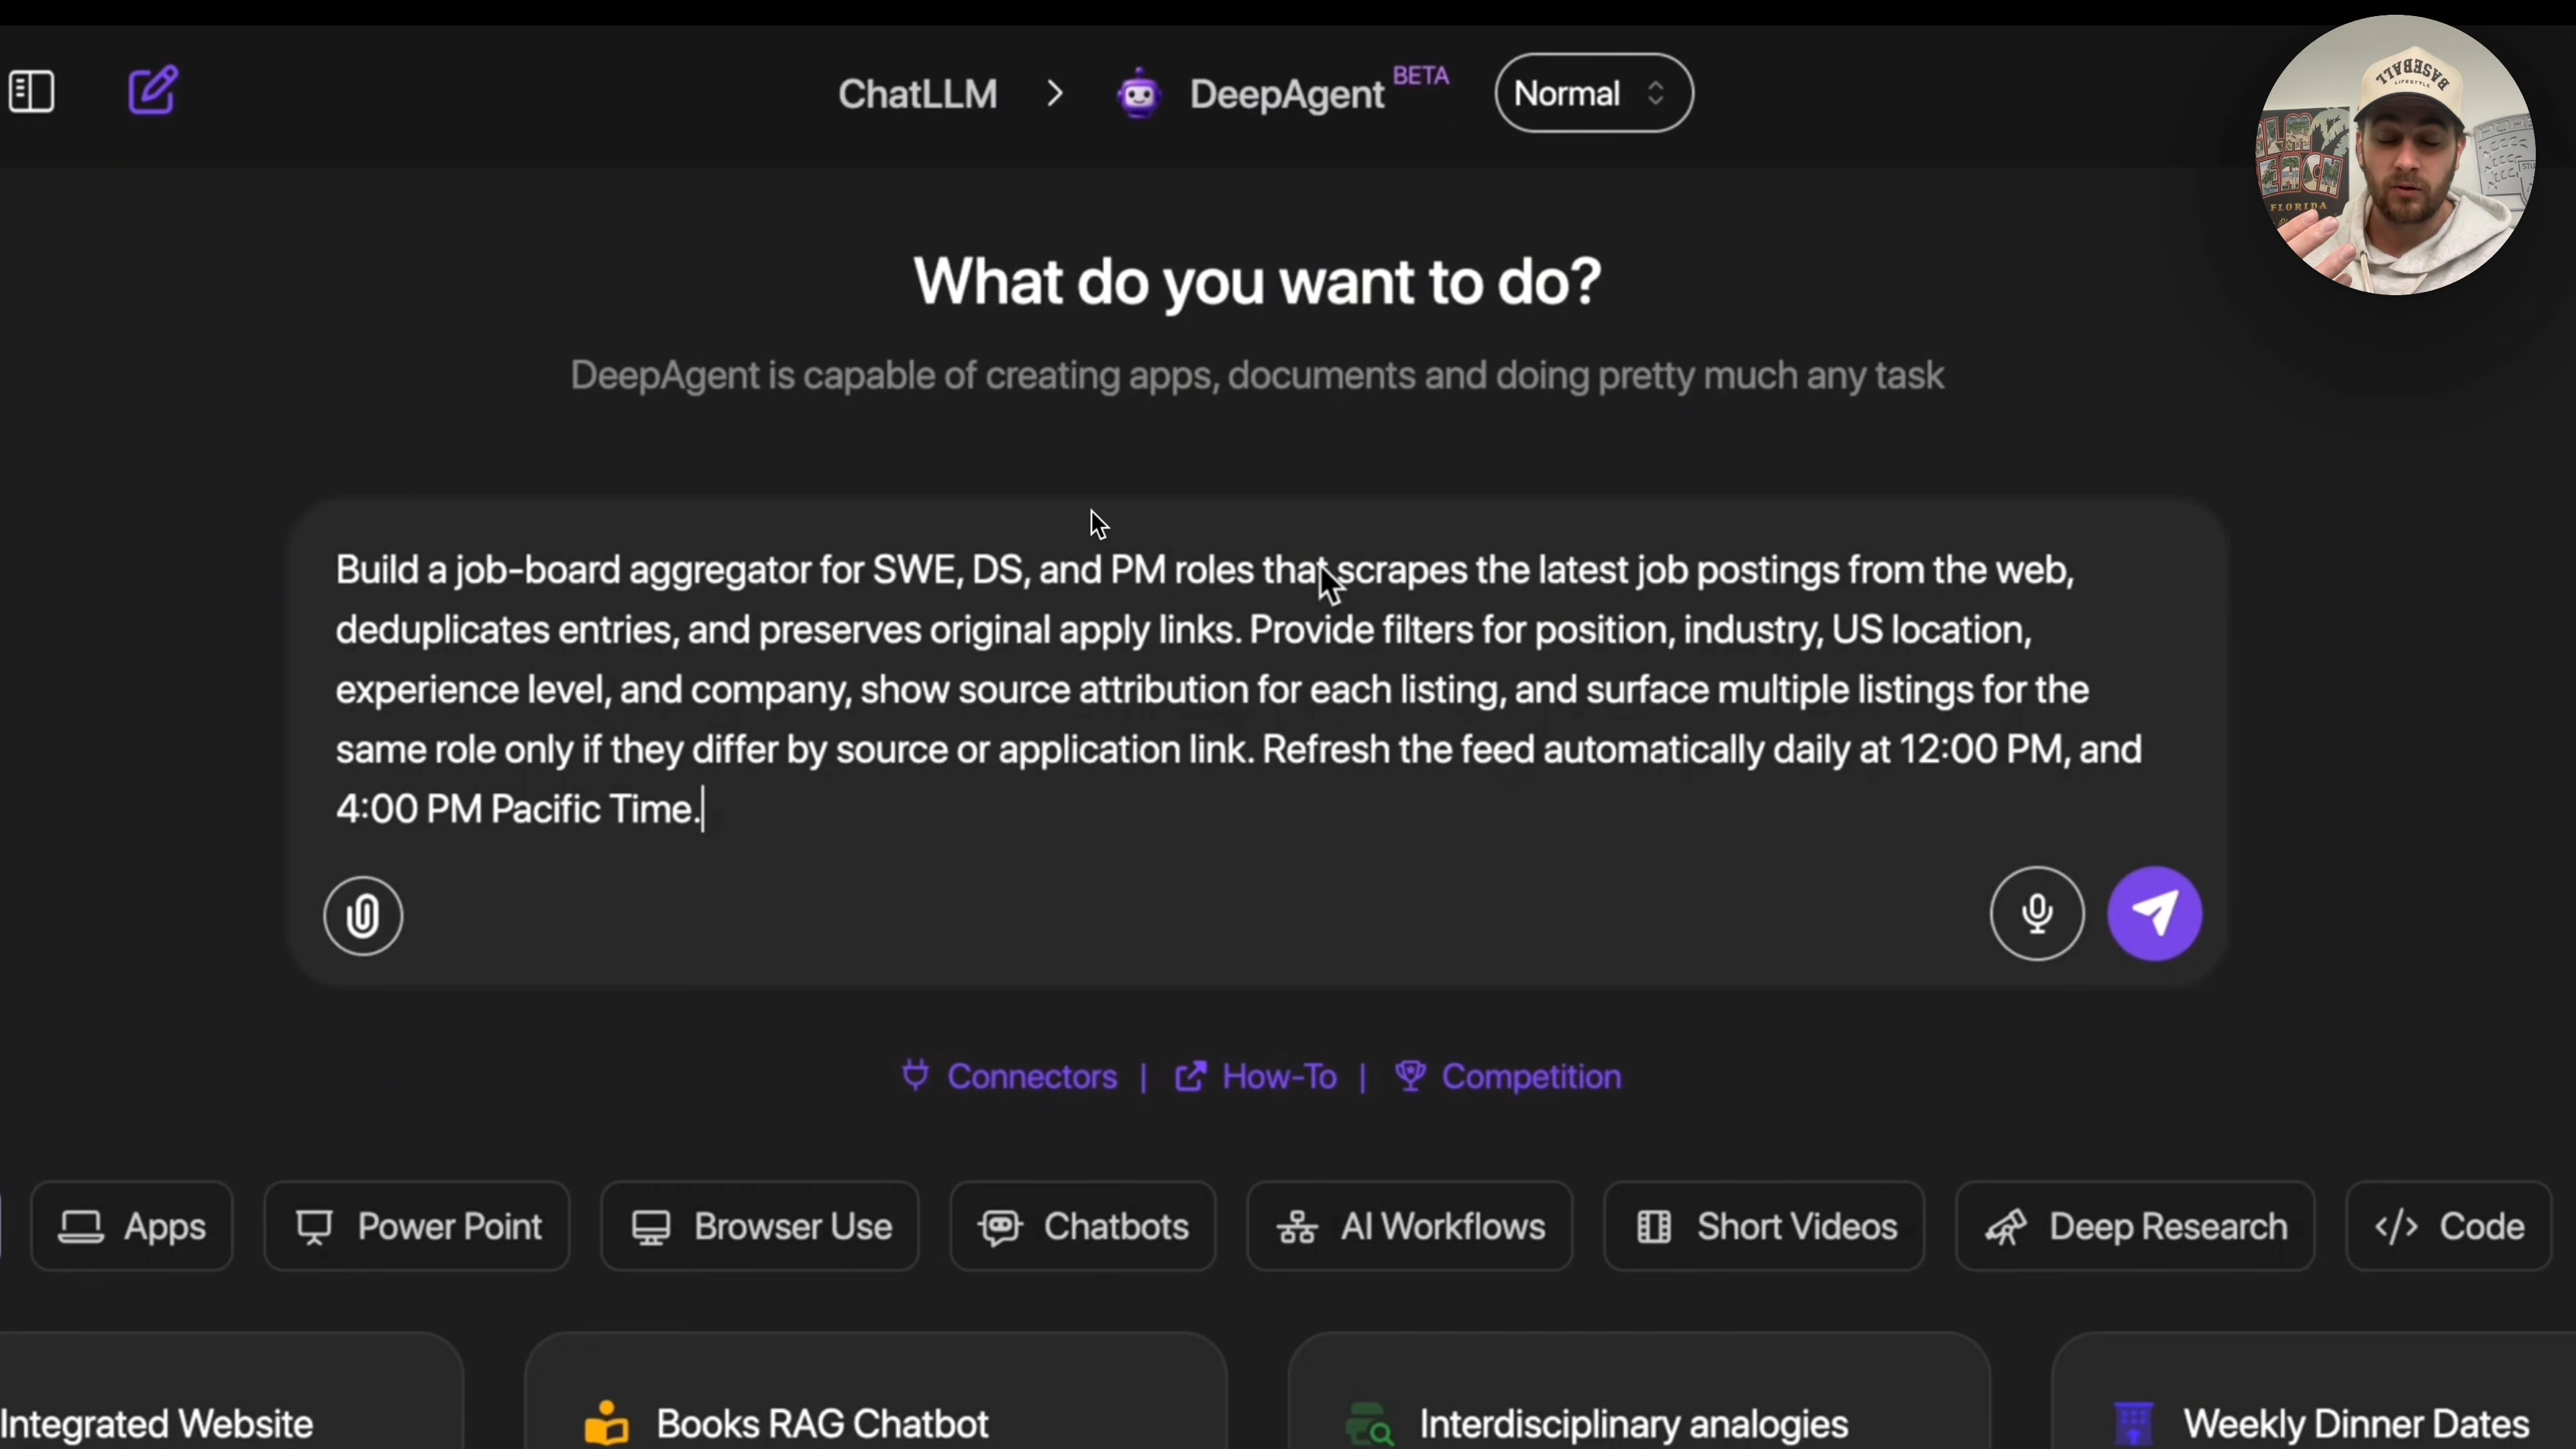 ChatLLM > DeepAgent BETA Normal
BASEBALL
LIFESTYLE
FLORIDA
What do you want to do?
DeepAgent is capable of creating apps, documents and doing pretty much any task
Build a job-board aggregator for SWE, DS, and PM roles that scrapes the latest job postings from the web,
deduplicates entries, and preserves original apply links. Provide filters for position, industry, US location,
experience level, and company, show source attribution for each listing, and surface multiple listings for the
same role only if they differ by source or application link. Refresh the feed automatically daily at 12:00 PM, and
4:00 PM Pacific Time.
Connectors | How-To | Competition
Apps Power Point Browser Use Chatbots AI Workflows Short Videos Deep Research </> Code
Integrated Website Books RAG Chatbot Interdisciplinary analogies Weekly Dinner Dates